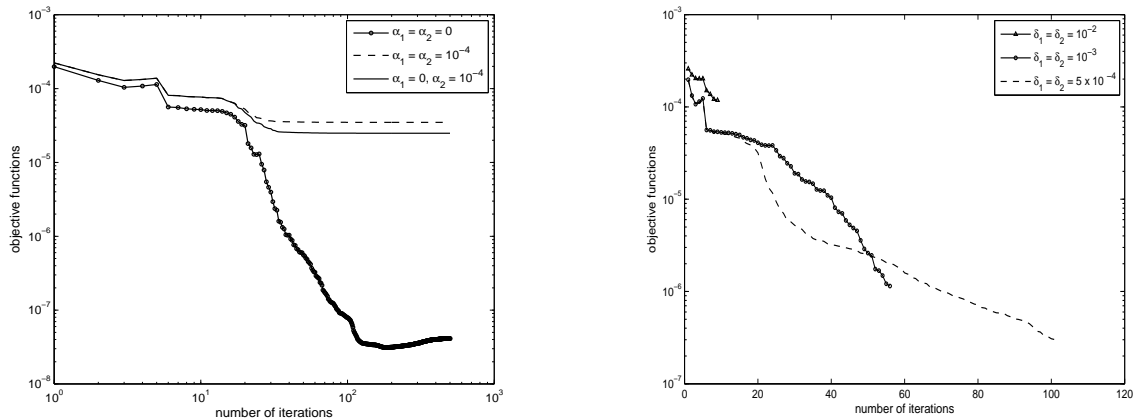 10⁻³
10⁻⁴
10⁻⁵
10⁻⁶
10⁻⁷
10⁻⁸
10⁰
10¹
10²
10³
objective functions
number of iterations
α₁ = α₂ = 0
α₁ = α₂ = 10⁻⁴
α₁ = 0, α₂ = 10⁻⁴
10⁻³
10⁻⁴
10⁻⁵
10⁻⁶
10⁻⁷
0
20
40
60
80
100
120
objective functions
number of iterations
δ₁ = δ₂ = 10⁻²
δ₁ = δ₂ = 10⁻³
δ₁ = δ₂ = 5 x 10⁻⁴